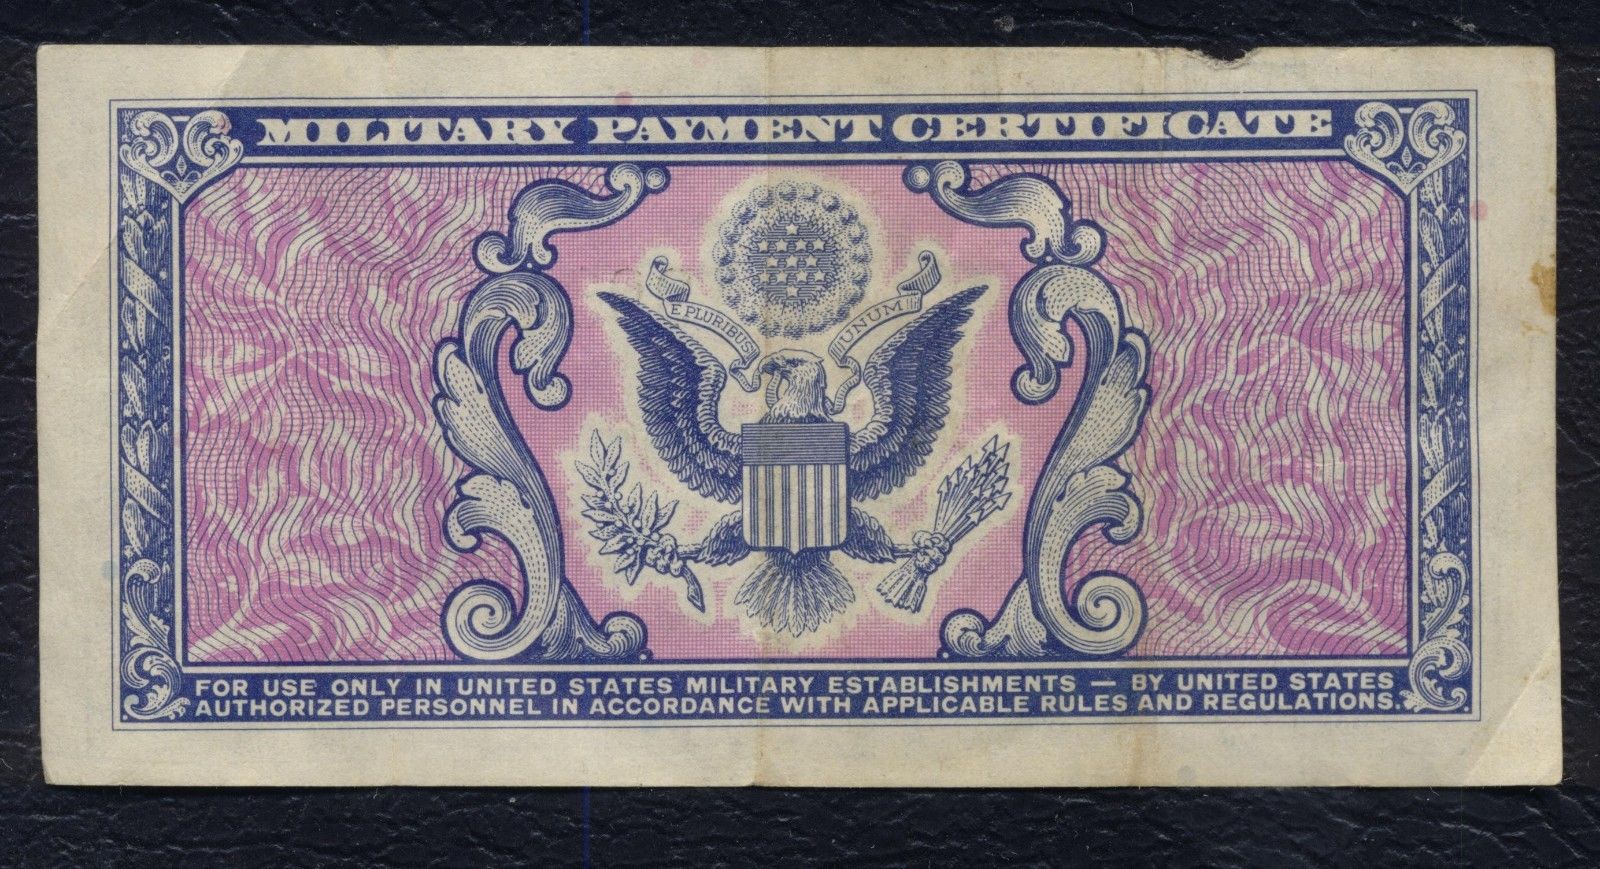 MILITARY PAYMENT CERTIFICATE
E PLURIBUS UNUM
FOR USE ONLY IN UNITED STATES MILITARY ESTABLISHMENTS — BY UNITED STATES
AUTHORIZED PERSONNEL IN ACCORDANCE WITH APPLICABLE RULES AND REGULATIONS.